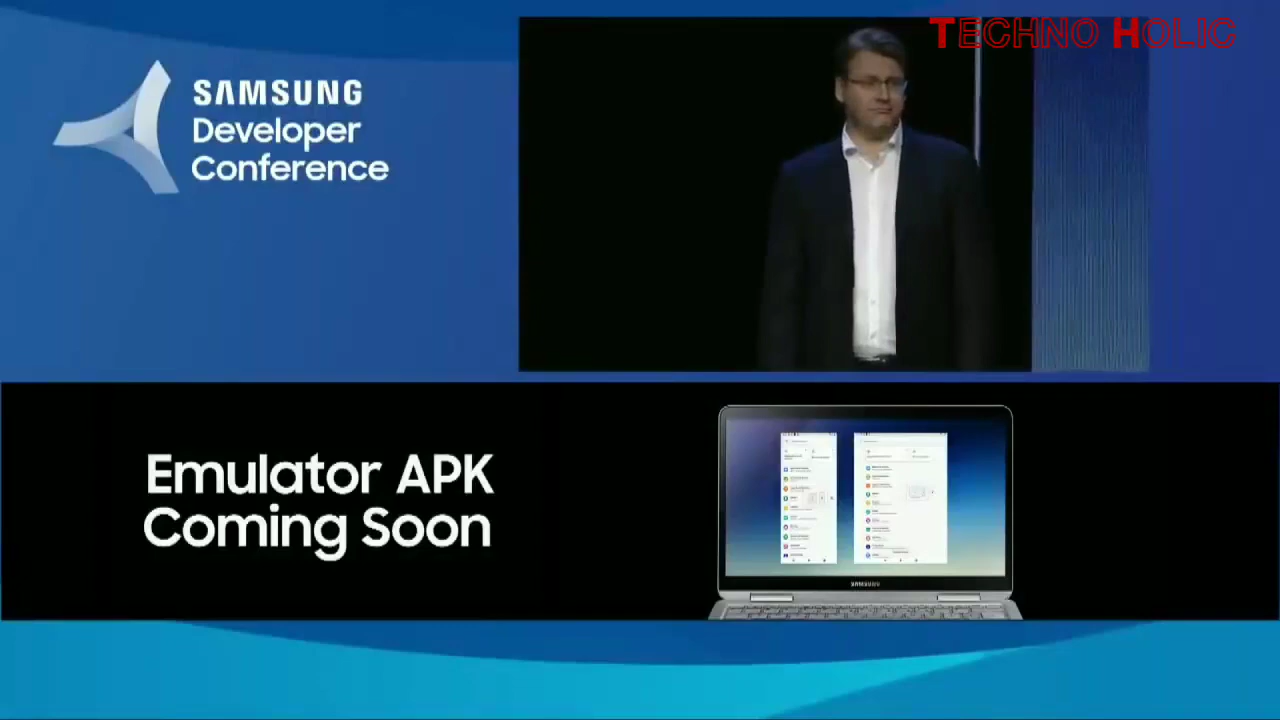 TECHNO HOLIC
SAMSUNG
Developer
Conference
Emulator APK
Coming Soon
SAMSUNG